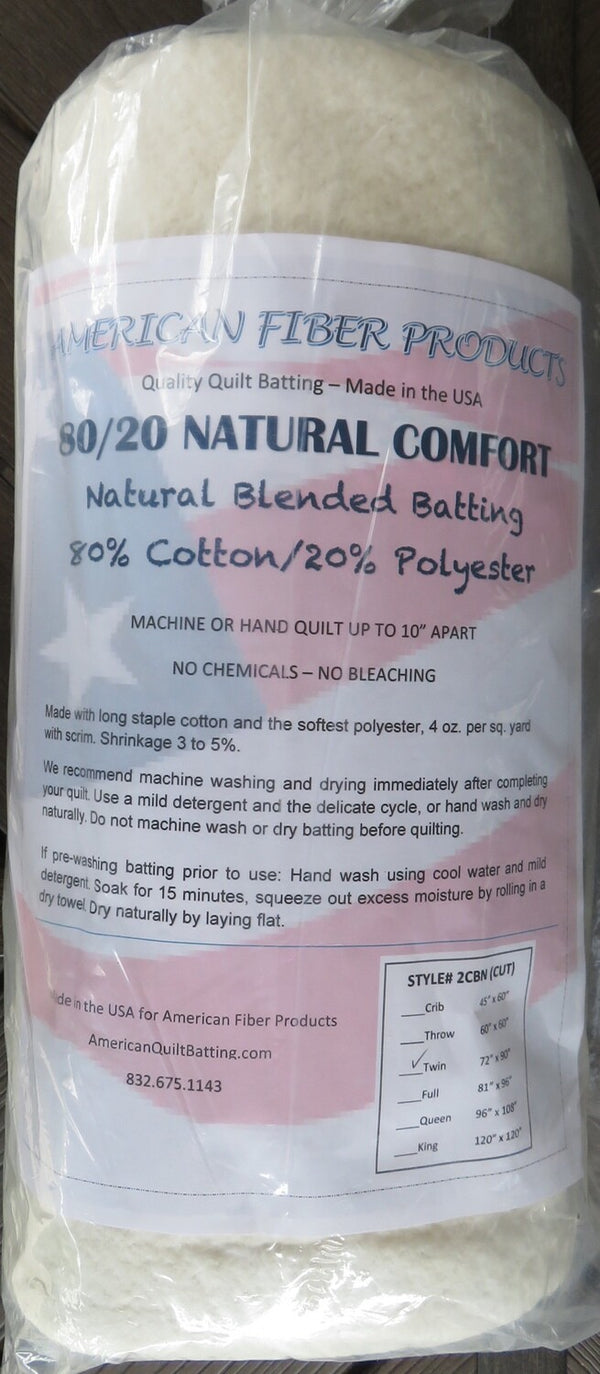 AMERICAN FIBER PRODUCTS
Quality Quilt Batting – Made in the USA
80/20 NATURAL COMFORT
Natural Blended Batting
80% Cotton/20% Polyester
MACHINE OR HAND QUILT UP TO 10” APART
NO CHEMICALS – NO BLEACHING
Made with long staple cotton and the softest polyester, 4 oz. per sq. yard
with scrim. Shrinkage 3 to 5%.
We recommend machine washing and drying immediately after completing
your quilt. Use a mild detergent and the delicate cycle, or hand wash and dry
naturally. Do not machine wash or dry batting before quilting.
If pre-washing batting prior to use: Hand wash using cool water and mild
detergent. Soak for 15 minutes, squeeze out excess moisture by rolling in a
dry towel. Dry naturally by laying flat.
Made in the USA for American Fiber Products
AmericanQuiltBatting.com
832.675.1143
STYLE# 2CBN (CUT)
___Crib 45” x 60”
___Throw 60” x 60”
_✓_Twin 72” x 90”
___Full 81” x 96”
___Queen 96” x 108”
___King 120” x 120”